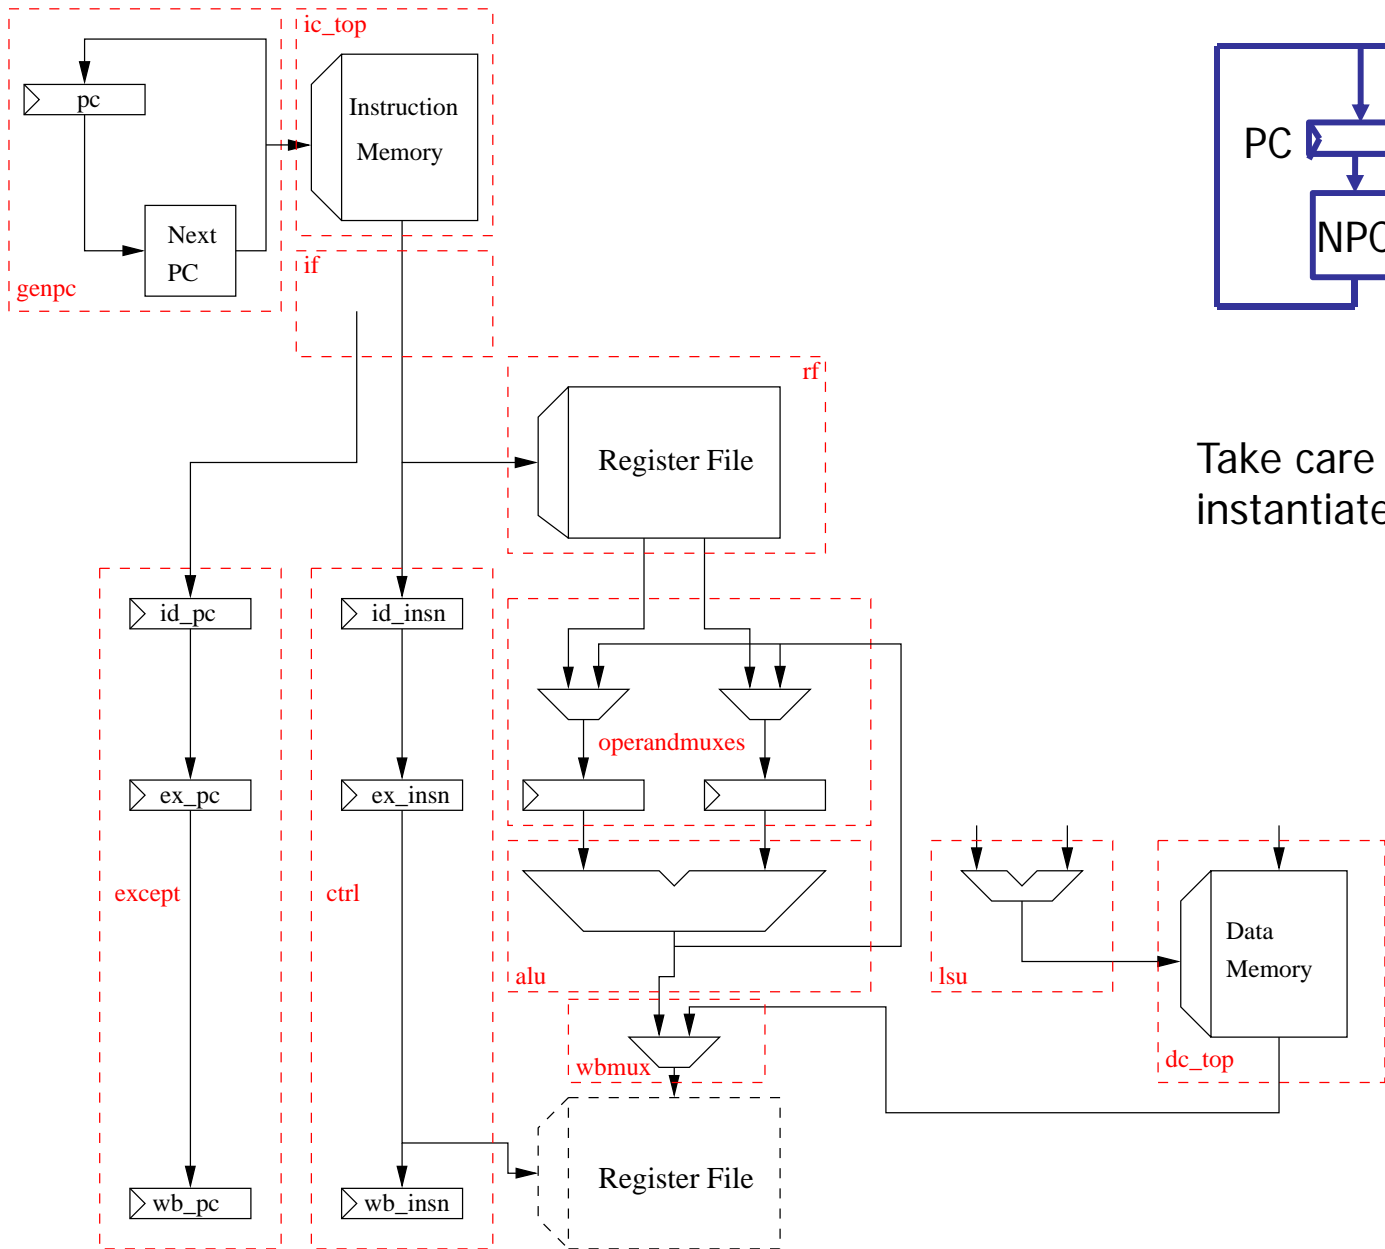 ic_top
pc
Instruction
Memory
Next
PC
genpc
if
rf
Register File
id_pc
id_insn
operandmuxes
ex_pc
ex_insn
except
ctrl
alu
lsu
Data
Memory
dc_top
wbmux
Register File
wb_pc
wb_insn
PC
NPC
Take care
instantiate